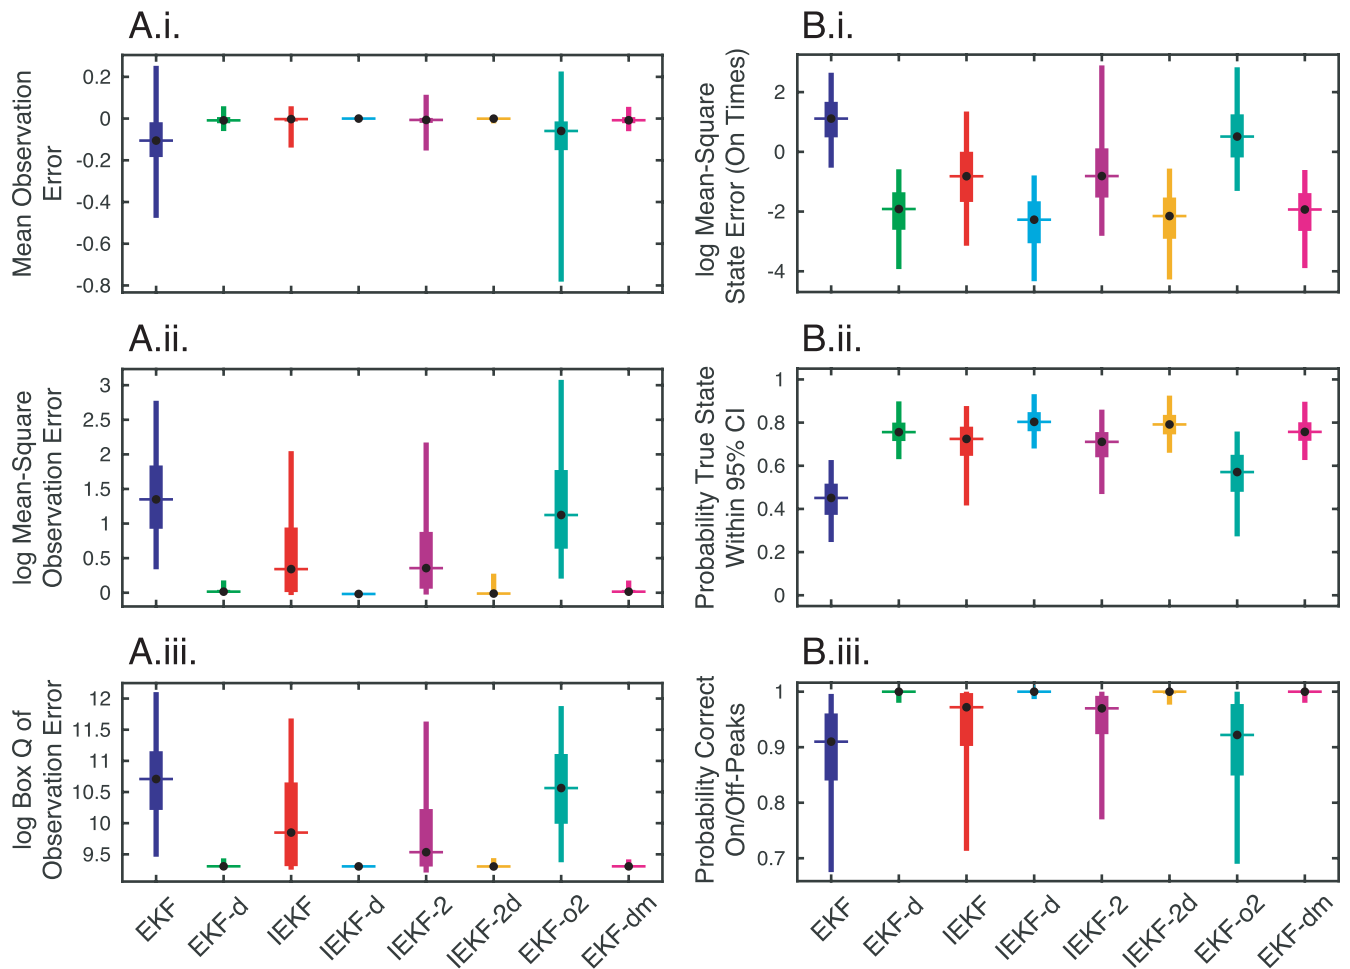 A.i.
Mean Observation
Error
0.2
0
-0.2
-0.4
-0.6
-0.8
B.i.
log Mean-Square
State Error (On Times)
2
0
-2
-4
A.ii.
log Mean-Square
Observation Error
3
2.5
2
1.5
1
0.5
0
B.ii.
Probability True State
Within 95% CI
1
0.8
0.6
0.4
0.2
0
A.iii.
log Box Q of
Observation Error
12
11.5
11
10.5
10
9.5
EKF
EKF-d
IEKF
IEKF-d
IEKF-2
IEKF-2d
EKF-o2
EKF-dm
B.iii.
Probability Correct
On/Off-Peaks
1
0.9
0.8
0.7
EKF
EKF-d
IEKF
IEKF-d
IEKF-2
IEKF-2d
EKF-o2
EKF-dm